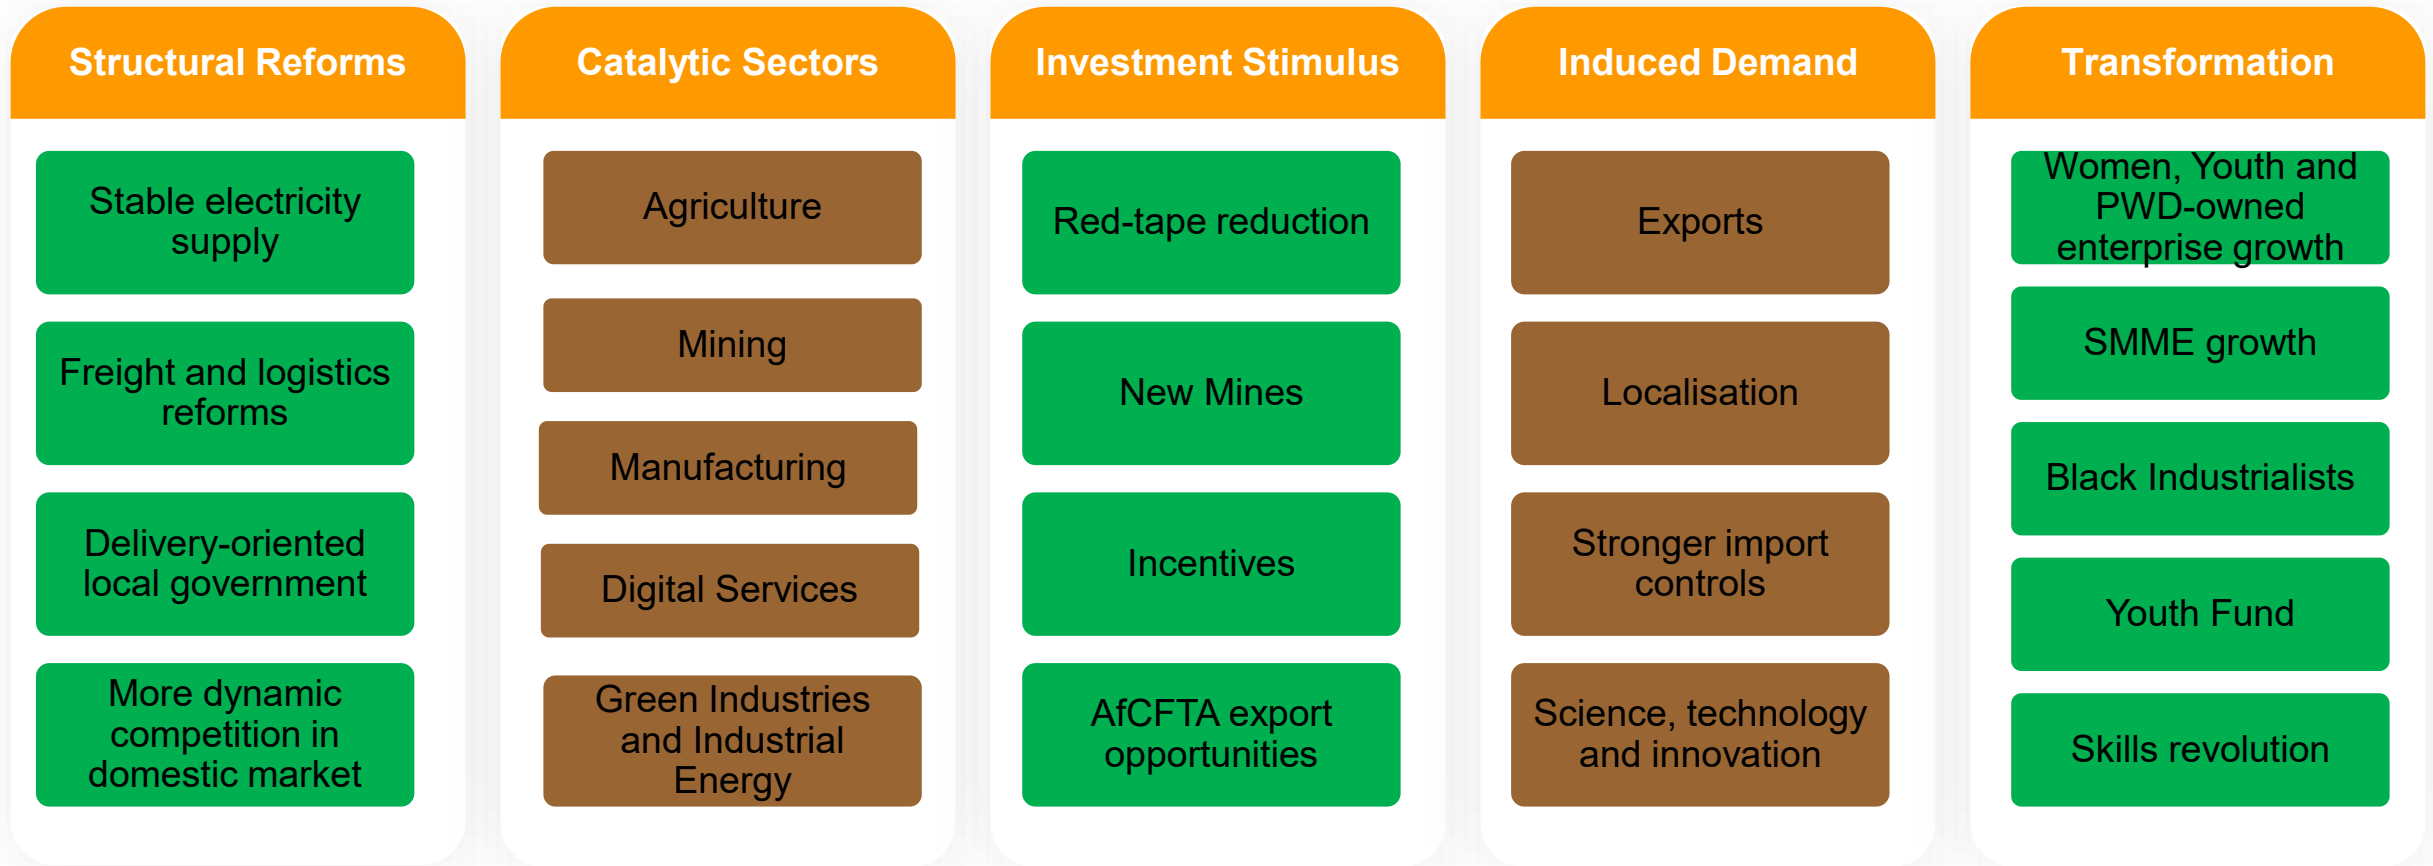 Structural Reforms
Stable electricity
supply
Freight and logistics
reforms
Delivery-oriented
local government
More dynamic
competition in
domestic market
Catalytic Sectors
Agriculture
Mining
Manufacturing
Digital Services
Green Industries
and Industrial
Energy
Investment Stimulus
Red-tape reduction
New Mines
Incentives
AfCFTA export
opportunities
Induced Demand
Exports
Localisation
Stronger import
controls
Science, technology
and innovation
Transformation
Women, Youth and
PWD-owned
enterprise growth
SMME growth
Black Industrialists
Youth Fund
Skills revolution